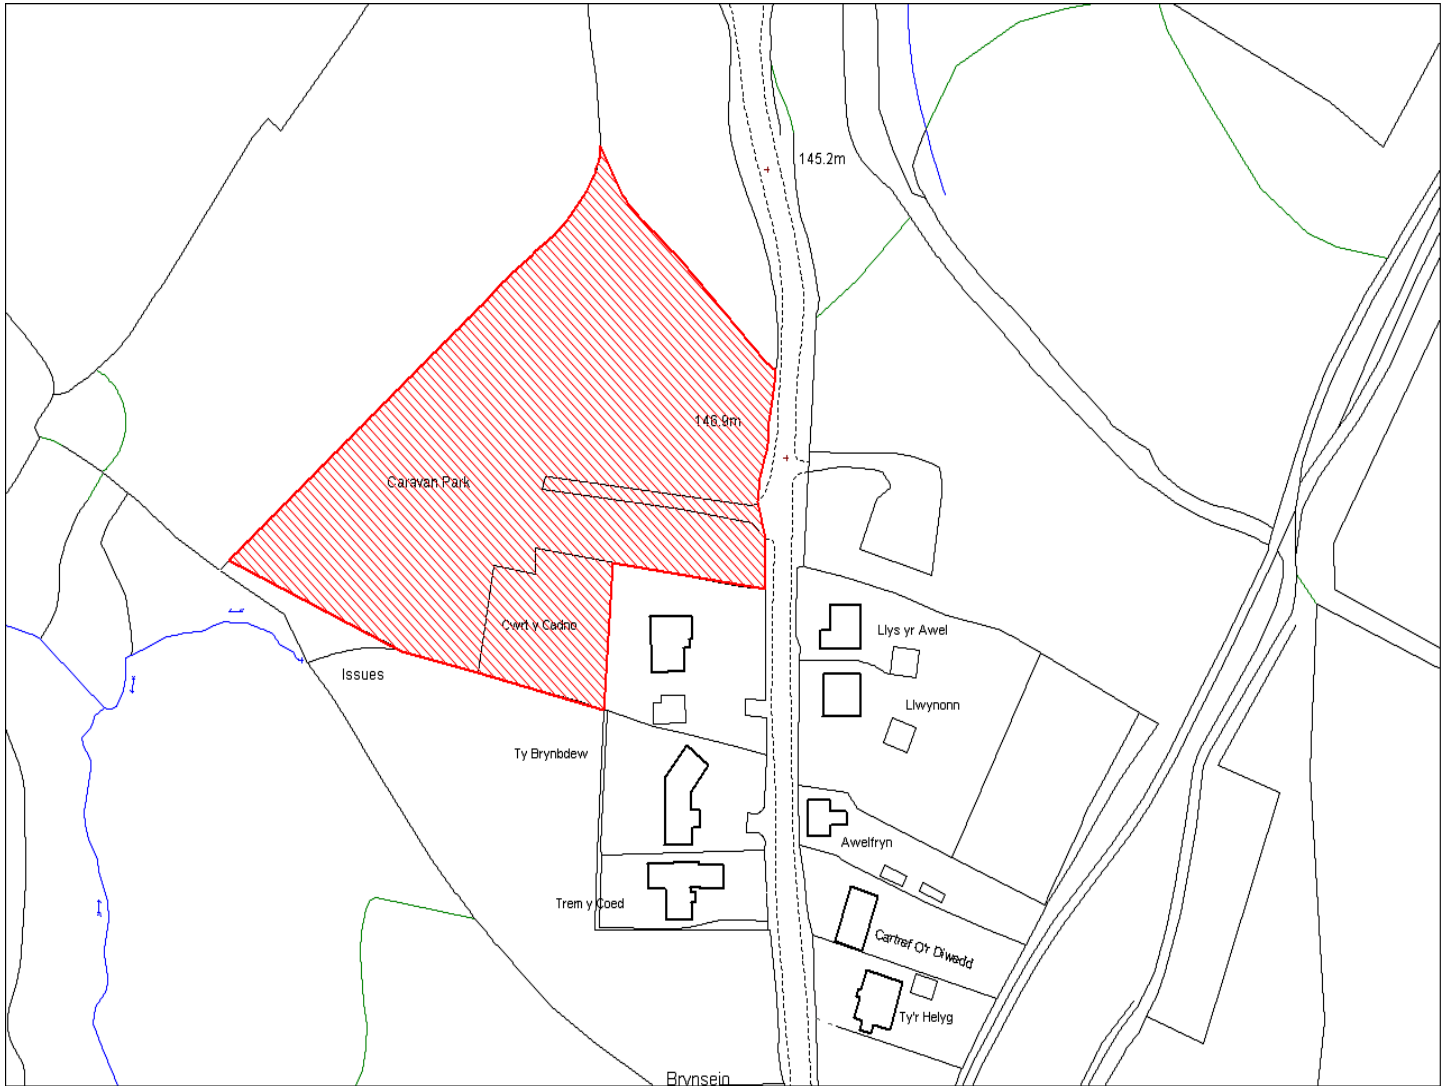 145.2m
146.9m
Caravan Park
Cwrt y Cadno
Llys yr Awel
Issues
Llwynonn
Ty Brynbdew
Awelfryn
Trem y Coed
Cartref O'r Diwedd
Ty'r Helyg
Brynsein